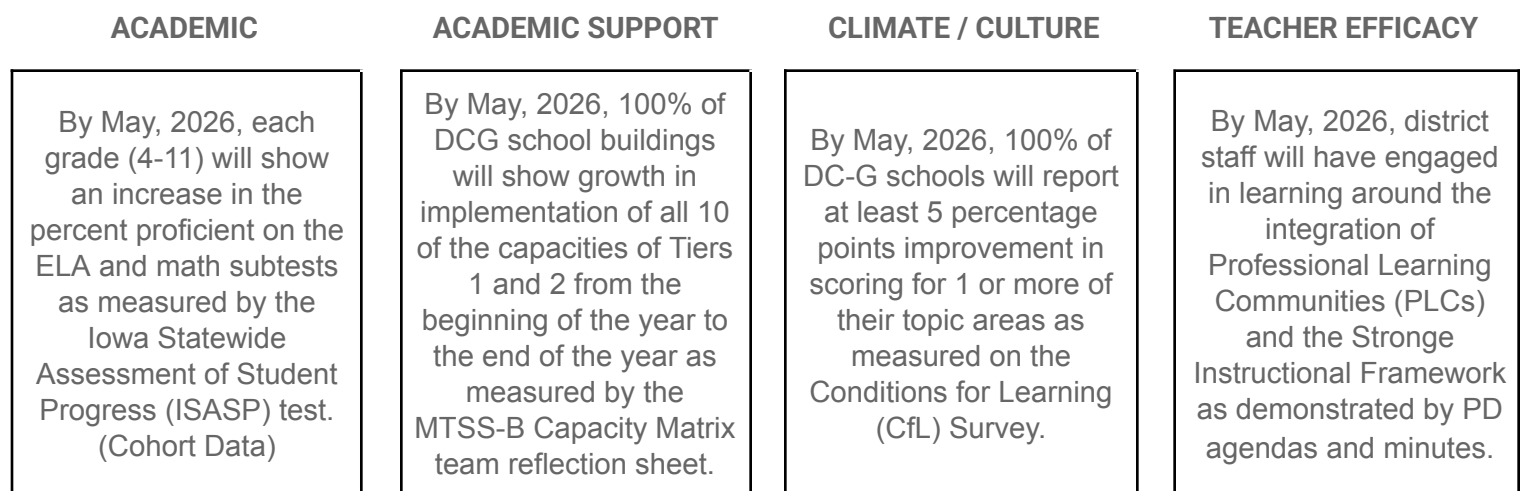 ACADEMIC
By May, 2026, each
grade (4-11) will show
an increase in the
percent proficient on the
ELA and math subtests
as measured by the
Iowa Statewide
Assessment of Student
Progress (ISASP) test.
(Cohort Data)
ACADEMIC SUPPORT
By May, 2026, 100% of
DCG school buildings
will show growth in
implementation of all 10
of the capacities of Tiers
1 and 2 from the
beginning of the year to
the end of the year as
measured by the
MTSS-B Capacity Matrix
team reflection sheet.
CLIMATE / CULTURE
By May, 2026, 100% of
DC-G schools will report
at least 5 percentage
points improvement in
scoring for 1 or more of
their topic areas as
measured on the
Conditions for Learning
(CfL) Survey.
TEACHER EFFICACY
By May, 2026, district
staff will have engaged
in learning around the
integration of
Professional Learning
Communities (PLCs)
and the Stronge
Instructional Framework
as demonstrated by PD
agendas and minutes.